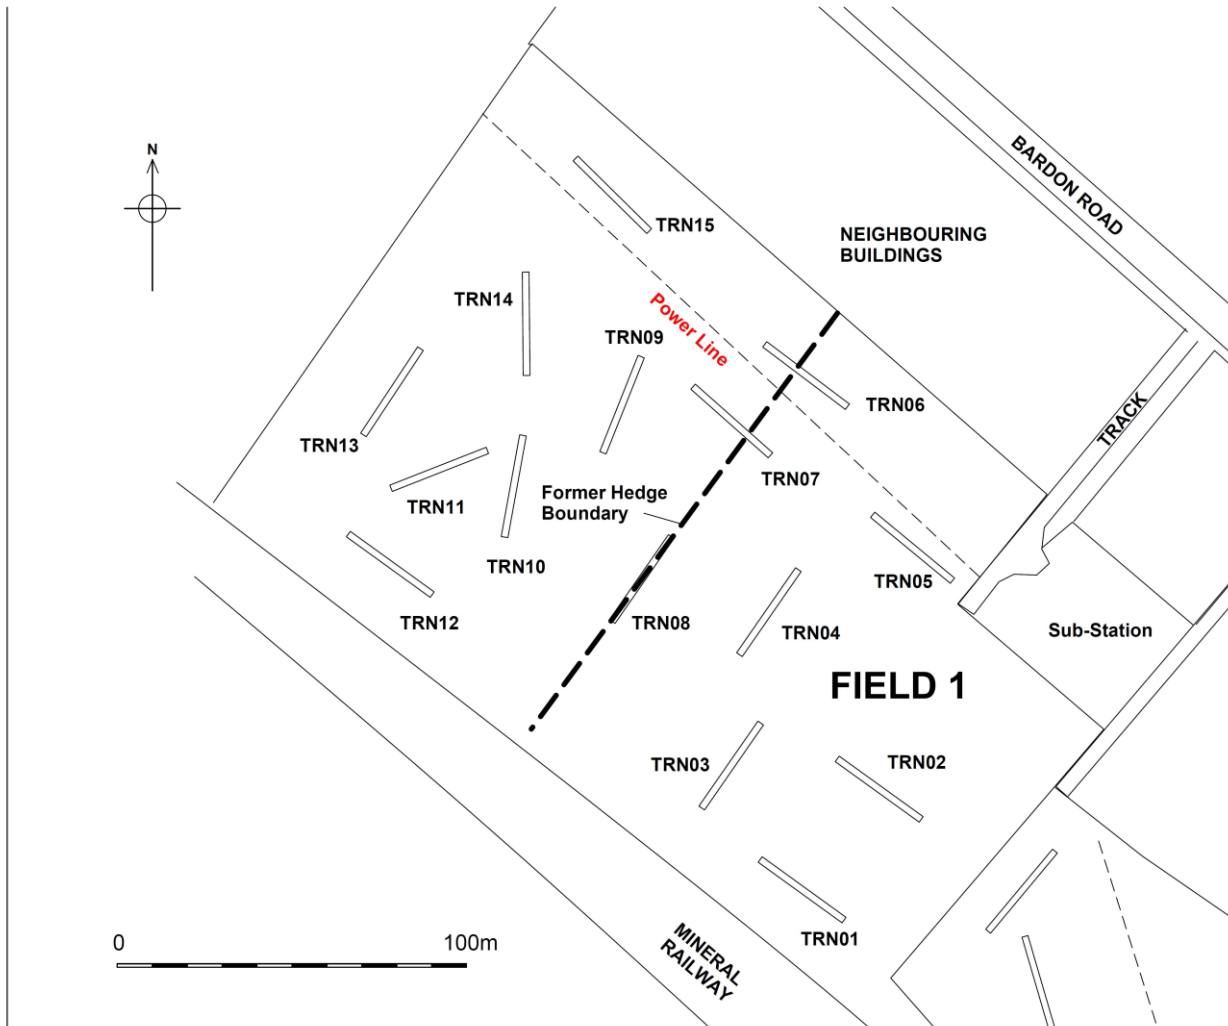 BARDON ROAD
N
TRN15
NEIGHBOURING
BUILDINGS
TRN14
Power Line
TRN09
TRN06
TRACK
TRN13
TRN07
Former Hedge
Boundary
TRN11
TRN10
TRN05
TRN12
TRN08
TRN04
Sub-Station
FIELD 1
TRN03
TRN02
TRN01
0
100m
MINERAL
RAILWAY